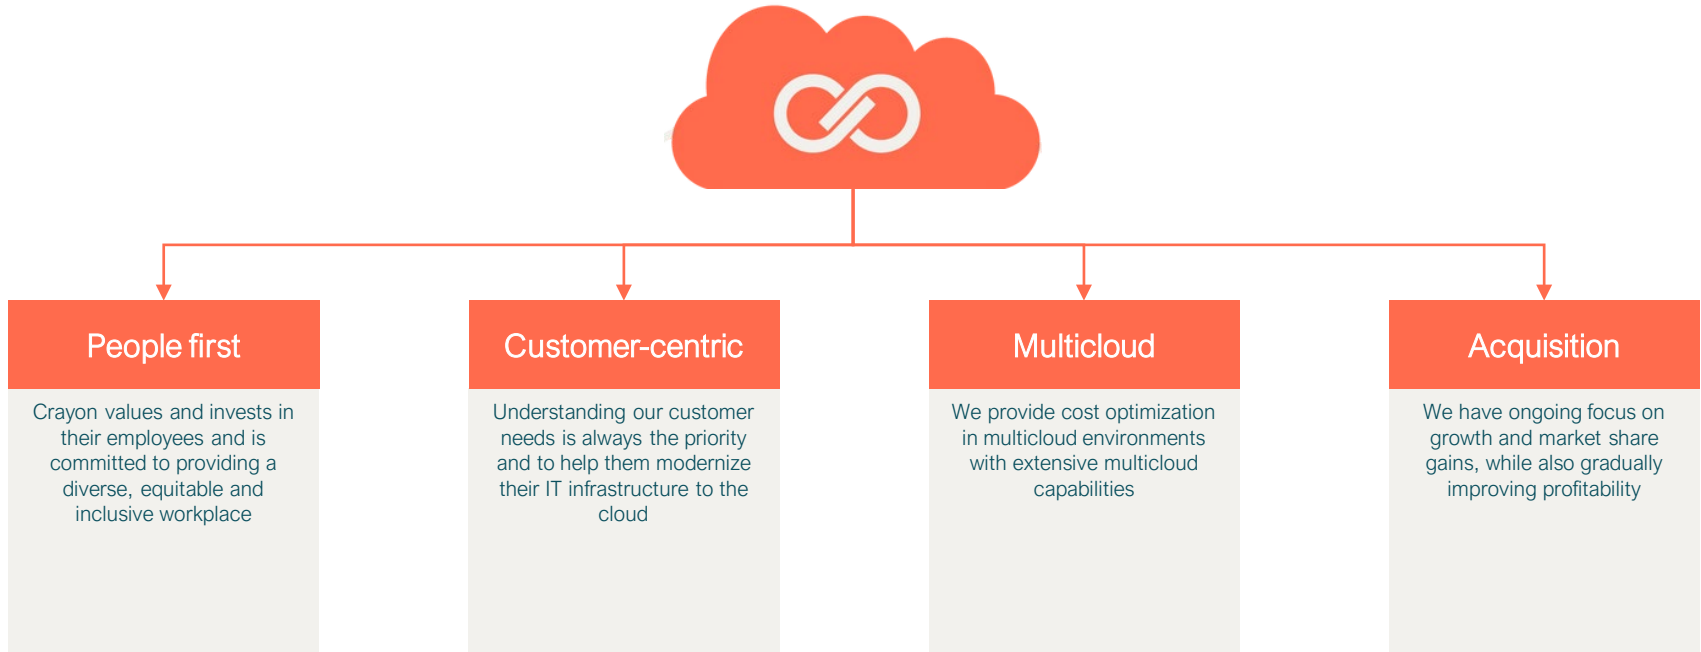 People first
Crayon values and invests in
their employees and is
committed to providing a
diverse, equitable and
inclusive workplace
Customer-centric
Understanding our customer
needs is always the priority
and to help them modernize
their IT infrastructure to the
cloud
Multicloud
We provide cost optimization
in multicloud environments
with extensive multicloud
capabilities
Acquisition
We have ongoing focus on
growth and market share
gains, while also gradually
improving profitability